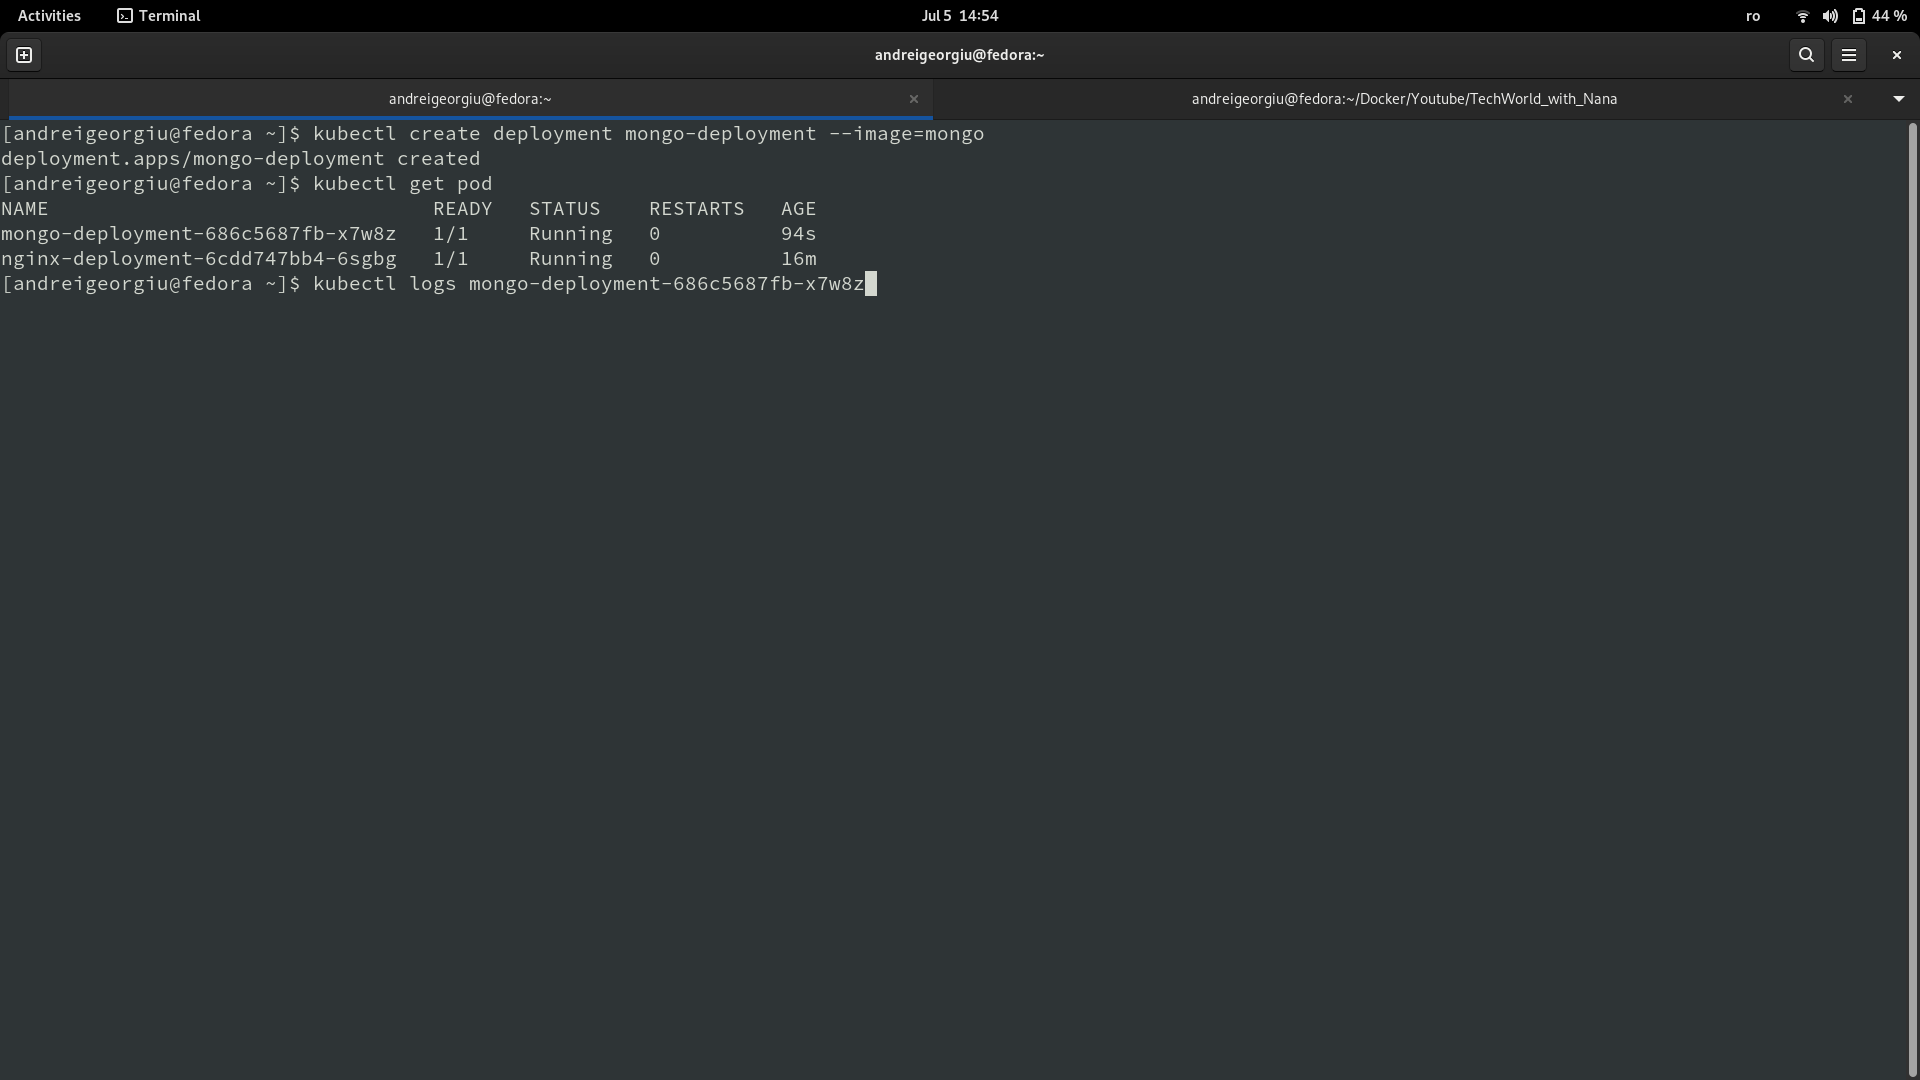 Activities Terminal Jul 5 14:54 ro 44 %
andreigeorgiu@fedora:~
andreigeorgiu@fedora:~ andreigeorgiu@fedora:~/Docker/Youtube/TechWorld_with_Nana
[andreigeorgiu@fedora ~]$ kubectl create deployment mongo-deployment --image=mongo
deployment.apps/mongo-deployment created
[andreigeorgiu@fedora ~]$ kubectl get pod
NAME READY STATUS RESTARTS AGE
mongo-deployment-686c5687fb-x7w8z 1/1 Running 0 94s
nginx-deployment-6cdd747bb4-6sgbg 1/1 Running 0 16m
[andreigeorgiu@fedora ~]$ kubectl logs mongo-deployment-686c5687fb-x7w8z